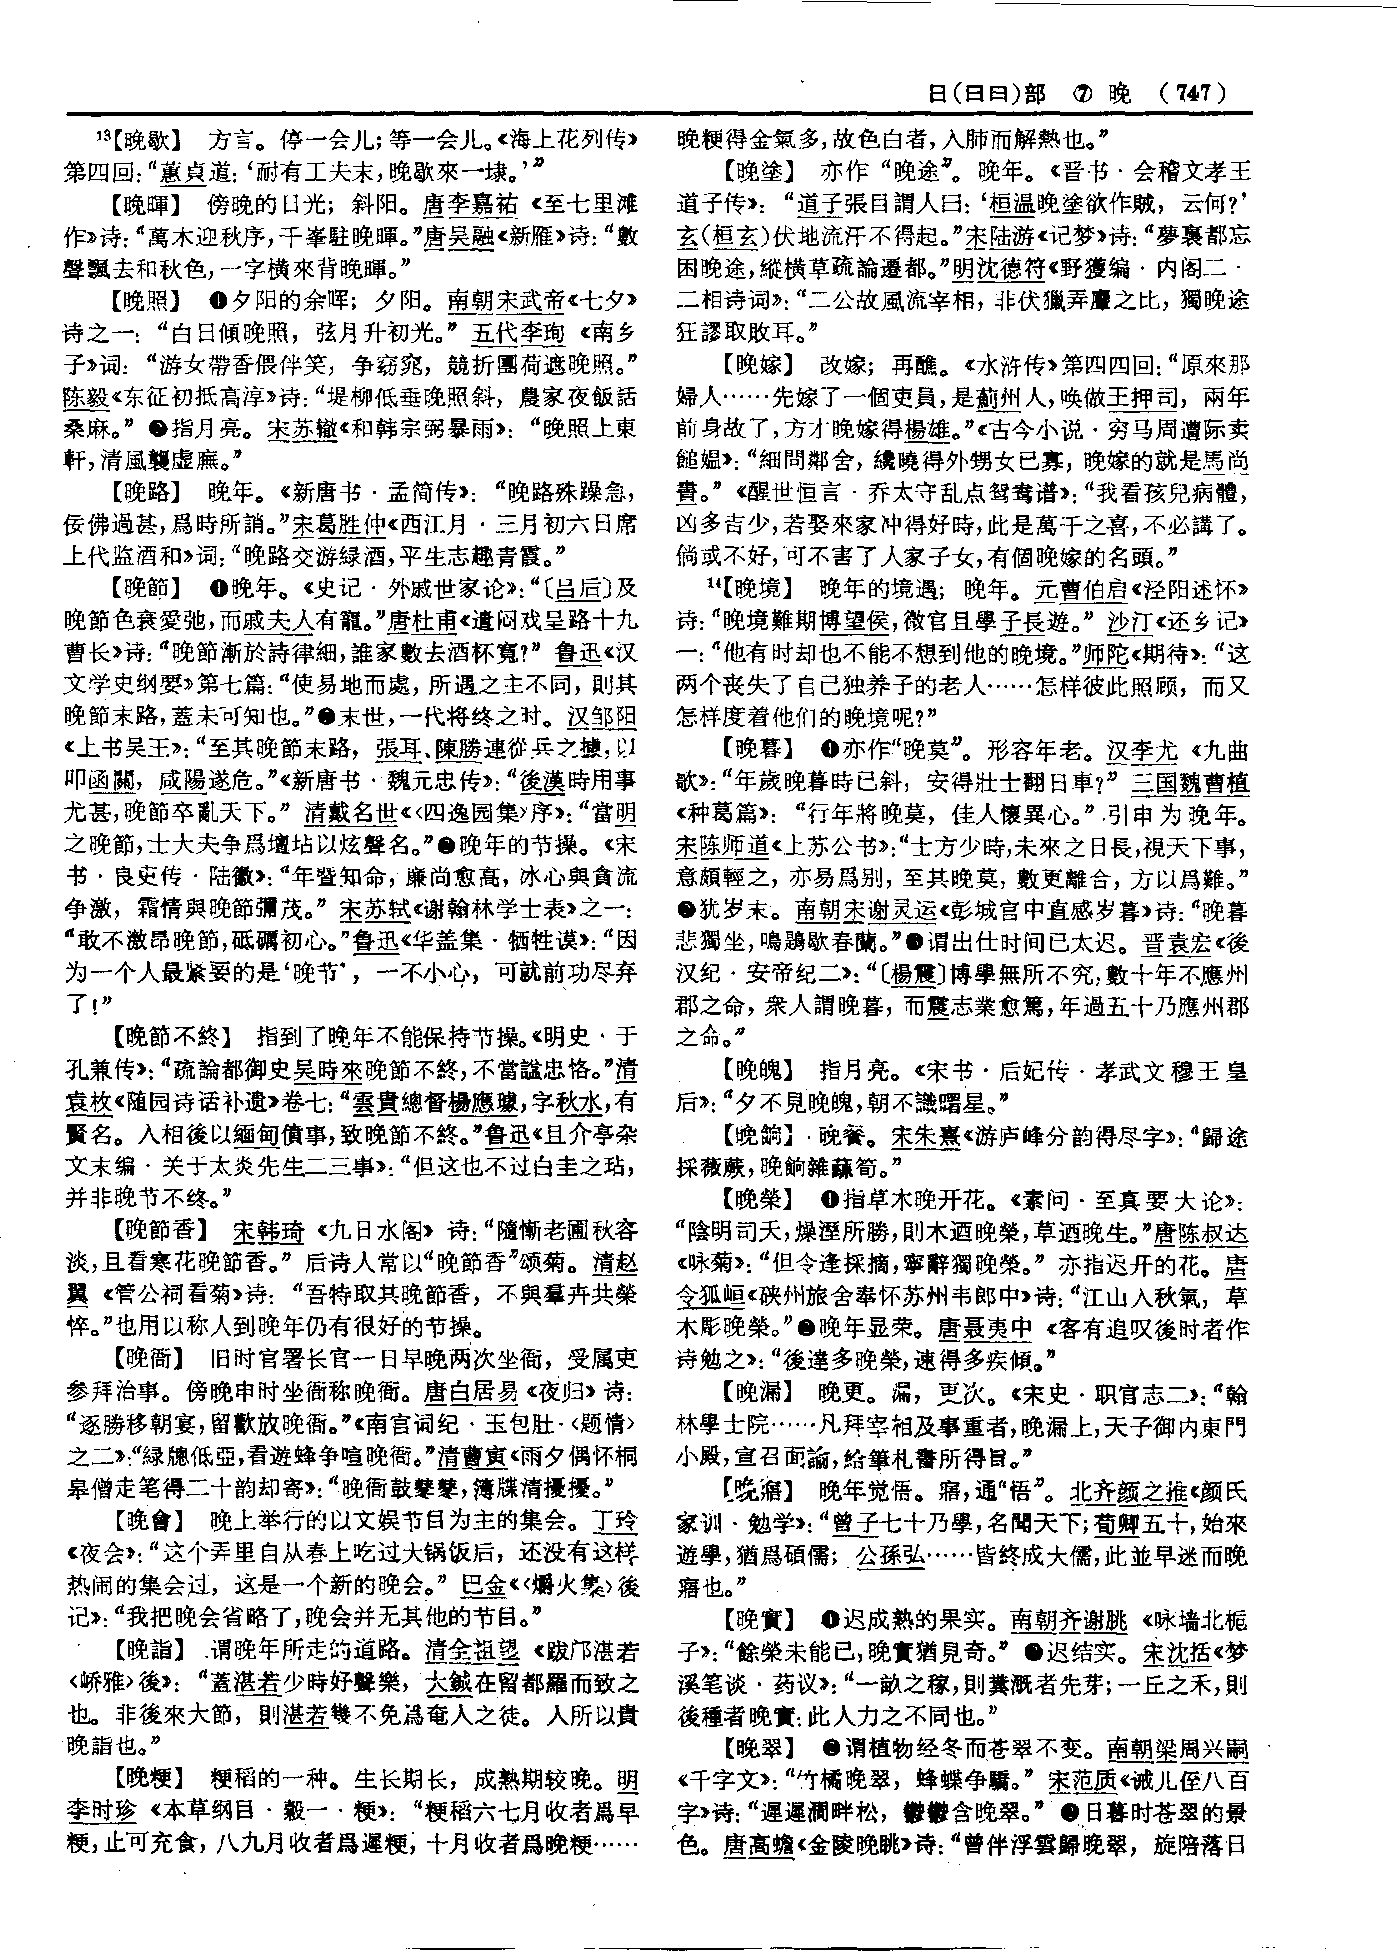 日(日曰)部 ⑦ 晚 (747)
13【晚歇】 方言。停一会儿;等一会儿。《海上花列传》
第四回:“蕙貞道:‘耐有工夫末,晚歇來一埭。’”
【晚暉】 傍晚的日光;斜阳。唐李嘉祐《至七里滩
作》诗:“萬木迎秋序,千峯駐晚暉。”唐吴融《新雁》诗:“數
聲飄去和秋色,一字横來背晚暉。”
【晚照】 ❶夕阳的余晖;夕阳。南朝宋武帝《七夕》
诗之一:“白日傾晚照,弦月升初光。”五代李珣《南乡
子》词:“游女帶香偎伴笑,争窈窕,競折團荷遮晚照。”
陈毅《东征初抵高淳》诗:“堤柳低垂晚照斜,農家夜飯話
桑麻。”❷指月亮。宋苏辙《和韩宗弼暴雨》:“晚照上東
軒,清風襲虚廡。”
【晚路】 晚年。《新唐书·孟简传》:“晚路殊躁急,
佞佛過甚,爲時所誚。”宋葛胜仲《西江月·三月初六日席
上代监酒和》词:“晚路交游緑酒,平生志趣青霞。”
【晚節】 ❶晚年。《史记·外戚世家论》:“〔吕后〕及
晚節色衰愛弛,而戚夫人有寵。”唐杜甫《遣闷戏呈路十九
曹长》诗:“晚節漸於詩律細,誰家數去酒杯寬?”鲁迅《汉
文学史纲要》第七篇:“使易地而處,所遇之主不同,則其
晚節末路,蓋未可知也。”❷末世,一代将终之时。汉邹阳
《上书吴王》:“至其晚節末路,張耳、陳勝連從兵之據,以
叩函關,咸陽遂危。”《新唐书·魏元忠传》:“後漢時用事
尤甚,晚節卒亂天下。”清戴名世《〈四逸园集〉序》:“當明
之晚節,士大夫争爲壇坫以炫聲名。”❸晚年的节操。《宋
书·良吏传·陆徽》:“年暨知命,廉尚愈高,冰心與貪流
争激,霜情與晚節彌茂。”宋苏轼《谢翰林学士表》之一:
“敢不激昂晚節,砥礪初心。”鲁迅《华盖集·牺牲谟》:“因
为一个人最紧要的是‘晚节’,一不小心,可就前功尽弃
了!”
【晚節不終】 指到了晚年不能保持节操。《明史·于
孔兼传》:“疏論都御史吴時來晚節不終,不當諡忠恪。”清
袁枚《随园诗话补遗》卷七:“雲貴總督楊應琚,字秋水,有
賢名。入相後以緬甸僨事,致晚節不終。”鲁迅《且介亭杂
文末编·关于太炎先生二三事》:“但这也不过白圭之玷,
并非晚节不终。”
【晚節香】 宋韩琦《九日水阁》诗:“隨慚老圃秋容
淡,且看寒花晚節香。”后诗人常以“晚節香”颂菊。清赵
翼《管公祠看菊》诗:“吾特取其晚節香,不與羣卉共榮
悴。”也用以称人到晚年仍有很好的节操。
【晚衙】 旧时官署长官一日早晚两次坐衙,受属吏
参拜治事。傍晚申时坐衙称晚衙。唐白居易《夜归》诗:
“逐勝移朝宴,留歡放晚衙。”《南宫词纪·玉包肚·〈题情〉
之二》:“緑牕低亞,看遊蜂争喧晚衙。”清曹寅《雨夕偶怀桐
皋僧走笔得二十韵却寄》:“晚衙鼓鼕鼕,簿牒清擾擾。”
【晚會】 晚上举行的以文娱节目为主的集会。丁玲
《夜会》:“这个弄里自从春上吃过大锅饭后,还没有这样
热闹的集会过,这是一个新的晚会。”巴金《〈爝火集〉後
记》:“我把晚会省略了,晚会并无其他的节目。”
【晚詣】 谓晚年所走的道路。清全祖望《跋邝湛若
〈峤雅〉後》:“蓋湛若少時好聲樂,大鋮在留都羅而致之
也。非後來大節,則湛若幾不免爲奄人之徒。人所以貴
晚詣也。”
【晚粳】 粳稻的一种。生长期长,成熟期较晚。明
李时珍《本草纲目·穀一·粳》:“粳稻六七月收者爲早
粳,止可充食,八九月收者爲遲粳,十月收者爲晚粳……
晚粳得金氣多,故色白者,入肺而解熱也。”
【晚塗】 亦作“晚途”。晚年。《晋书·会稽文孝王
道子传》:“道子張目謂人曰:‘桓温晚塗欲作賊,云何?’
玄(桓玄)伏地流汗不得起。”宋陆游《记梦》诗:“夢裏都忘
困晚途,縱横草疏論遷都。”明沈德符《野獲编·内阁二·
二相诗词》:“二公故風流宰相,非伏獵弄麞之比,獨晚途
狂謬取敗耳。”
【晚嫁】 改嫁;再醮。《水浒传》第四四回:“原來那
婦人……先嫁了一個吏員,是薊州人,唤做王押司,兩年
前身故了,方才晚嫁得楊雄。”《古今小说·穷马周遭际卖
䭔媪》:“細問鄰舍,纔曉得外甥女已寡,晚嫁的就是馬尚
書。”《醒世恒言·乔太守乱点鸳鸯谱》:“我看孩兒病體,
凶多吉少,若娶來家冲得好時,此是萬千之喜,不必講了。
倘或不好,可不害了人家子女,有個晚嫁的名頭。”
14【晚境】 晚年的境遇;晚年。元曹伯启《泾阳述怀》
诗:“晚境難期博望侯,微官且學子長遊。”沙汀《还乡记》
一:“他有时却也不能不想到他的晚境。”师陀《期待》:“这
两个丧失了自己独养子的老人……怎样彼此照顾,而又
怎样度着他们的晚境呢?”
【晚暮】 ❶亦作“晚莫”。形容年老。汉李尤《九曲
歌》:“年歲晚暮時已斜,安得壯士翻日車?”三国魏曹植
《种葛篇》:“行年將晚莫,佳人懷異心。”引申为晚年。
宋陈师道《上苏公书》:“士方少時,未來之日長,視天下事,
意頗輕之,亦易爲别,至其晚莫,數更離合,方以爲難。”
❷犹岁末。南朝宋谢灵运《彭城宫中直感岁暮》诗:“晚暮
悲獨坐,鳴鶗歇春蘭。”❸谓出仕时间已太迟。晋袁宏《後
汉纪·安帝纪二》:“〔楊震〕博學無所不究,數十年不應州
郡之命,衆人謂晚暮,而震志業愈篤,年過五十乃應州郡
之命。”
【晚魄】 指月亮。《宋书·后妃传·孝武文穆王皇
后》:“夕不見晚魄,朝不識曙星。”
【晚餉】 晚餐。宋朱熹《游庐峰分韵得尽字》:“歸途
採薇蕨,晚餉雜蔬筍。”
【晚榮】 ❶指草木晚开花。《素问·至真要大论》:
“陰明司天,燥溼所勝,則木迺晚榮,草迺晚生。”唐陈叔达
《咏菊》:“但令逢採摘,寧辭獨晚榮。”亦指迟开的花。唐
令狐峘《硖州旅舍奉怀苏州韦郎中》诗:“江山入秋氣,草
木彫晚榮。”❷晚年显荣。唐聂夷中《客有追叹後时者作
诗勉之》:“後達多晚榮,速得多疾傾。”
【晚漏】 晚更。漏,更次。《宋史·职官志二》:“翰
林學士院……凡拜宰相及事重者,晚漏上,天子御内東門
小殿,宣召面諭,給筆札書所得旨。”
【晚寤】 晚年觉悟。寤,通“悟”。北齐颜之推《颜氏
家训·勉学》:“曾子七十乃學,名聞天下;荀卿五十,始來
遊學,猶爲碩儒;公孫弘……皆終成大儒,此並早迷而晚
寤也。”
【晚實】 ❶迟成熟的果实。南朝齐谢朓《咏墙北栀
子》:“餘榮未能已,晚實猶見奇。”❷迟结实。宋沈括《梦
溪笔谈·药议》:“一畝之稼,則糞溉者先芽;一丘之禾,則
後種者晚實:此人力之不同也。”
【晚翠】 ❶谓植物经冬而苍翠不变。南朝梁周兴嗣
《千字文》:“竹橘晚翠,蜂蝶争驕。”宋范质《诫儿侄八百
字》诗:“遲遲澗畔松,鬱鬱含晚翠。”❷日暮时苍翠的景
色。唐高蟾《金陵晚眺》诗:“曾伴浮雲歸晚翠,旋陪落日